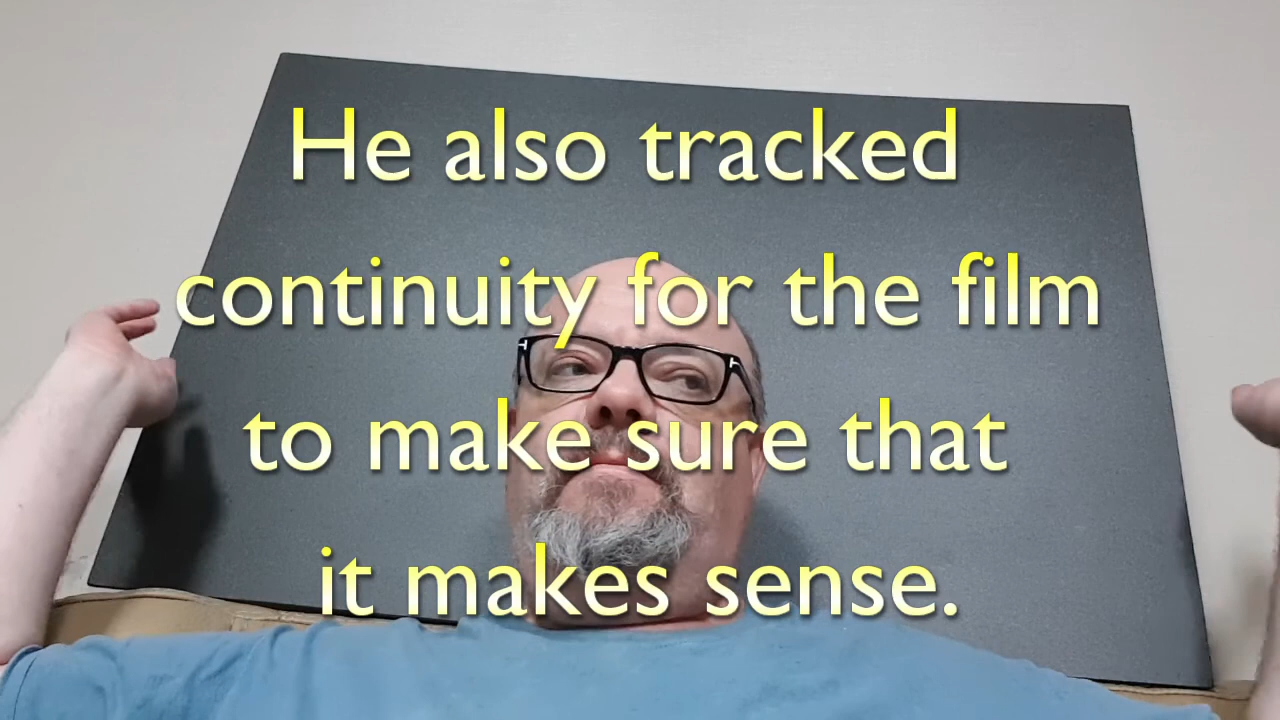 He also tracked
continuity for the film
to make sure that
it makes sense.